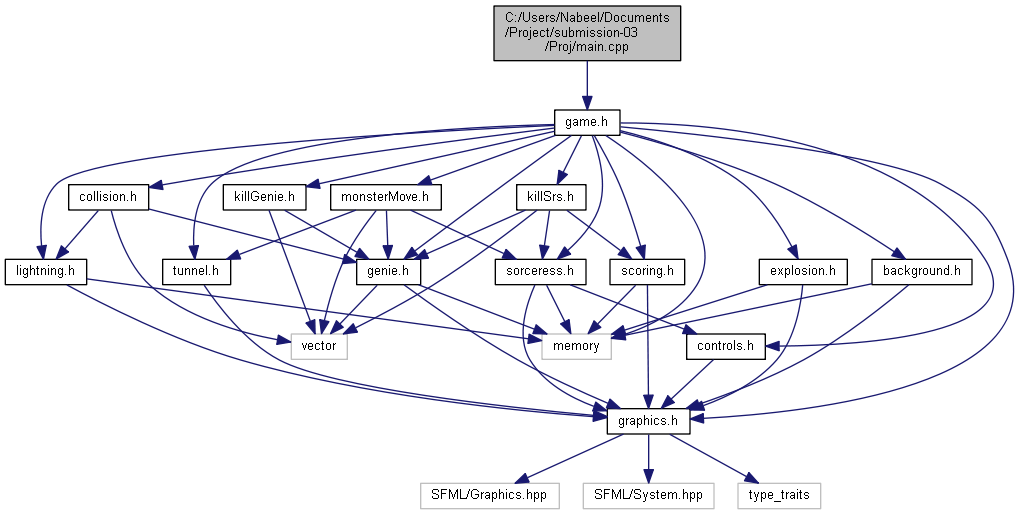 C:/Users/Nabeel/Documents
/Project/submission-03
/Proj/main.cpp
game.h
collision.h
killGenie.h
monsterMove.h
killSrs.h
lightning.h
tunnel.h
genie.h
sorceress.h
scoring.h
explosion.h
background.h
vector
memory
controls.h
graphics.h
SFML/Graphics.hpp
SFML/System.hpp
type_traits